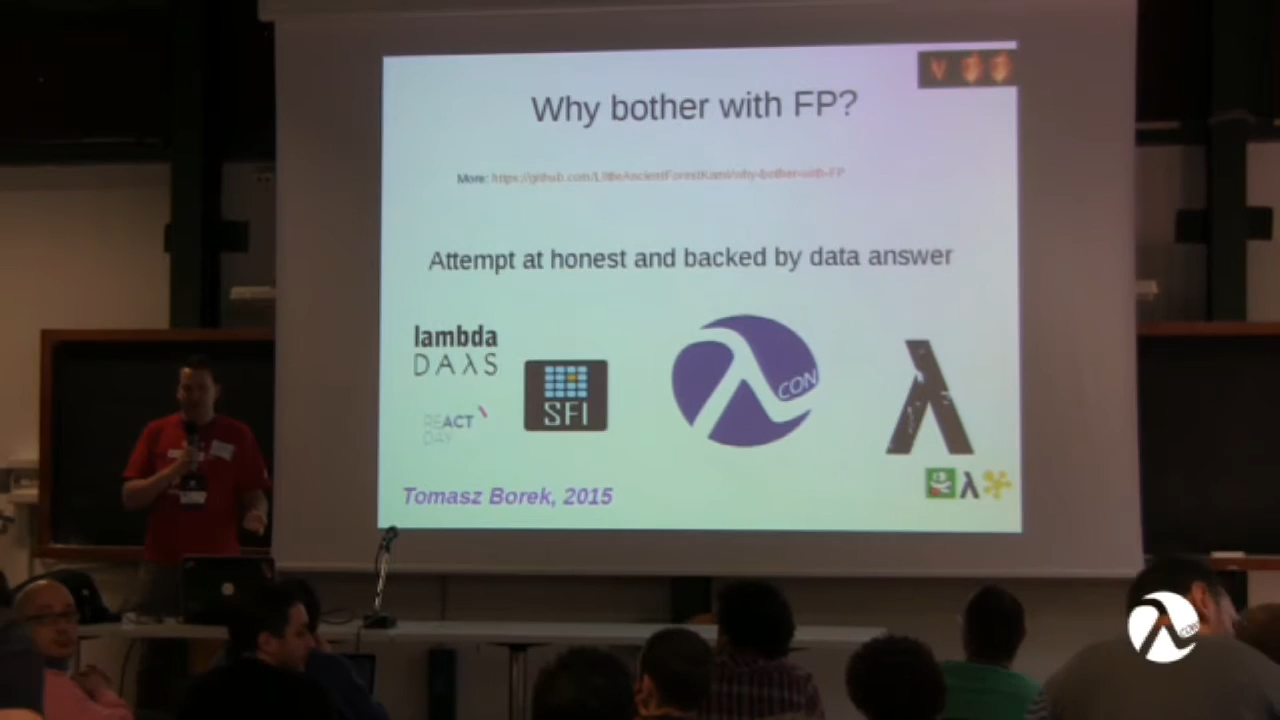 Why bother with FP?
More: https://github.com/LittleAncientForestKami/why-bother-with-FP
Attempt at honest and backed by data answer
lambda
DAλS
SFI
REACT
DAY
λ
CON
λ
λ
Tomasz Borek, 2015
λ
CON